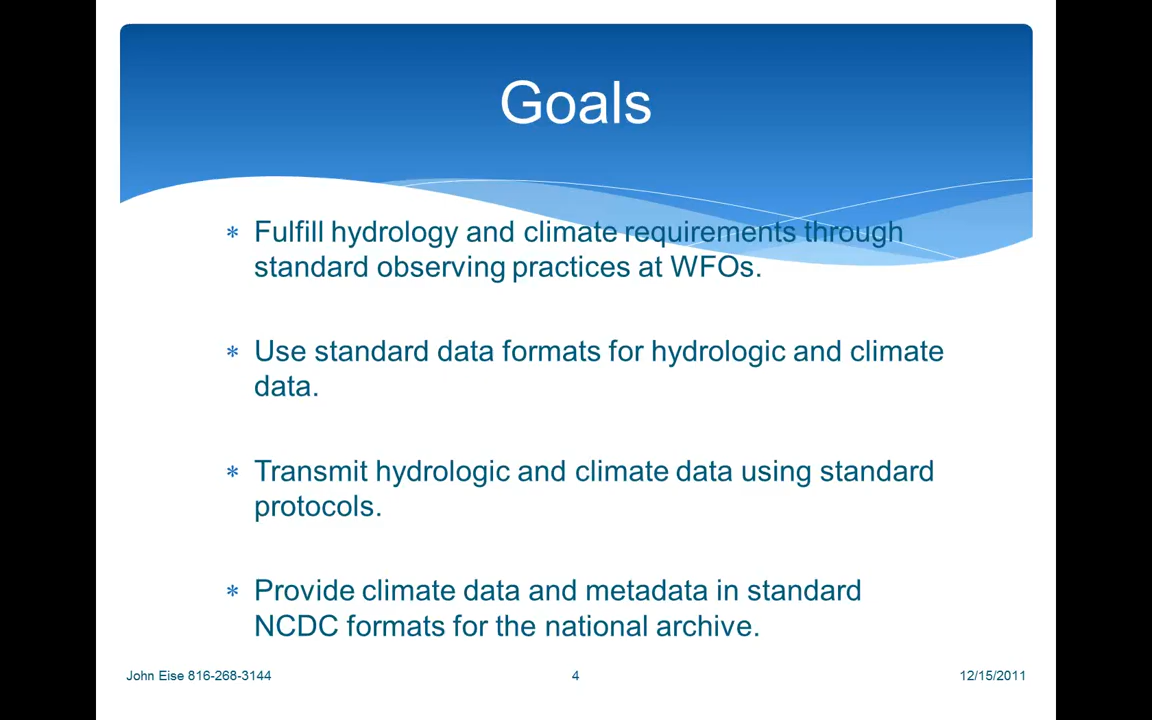 Goals
* Fulfill hydrology and climate requirements through
standard observing practices at WFOs.
* Use standard data formats for hydrologic and climate
data.
* Transmit hydrologic and climate data using standard
protocols.
* Provide climate data and metadata in standard
NCDC formats for the national archive.
John Eise 816-268-3144
4
12/15/2011